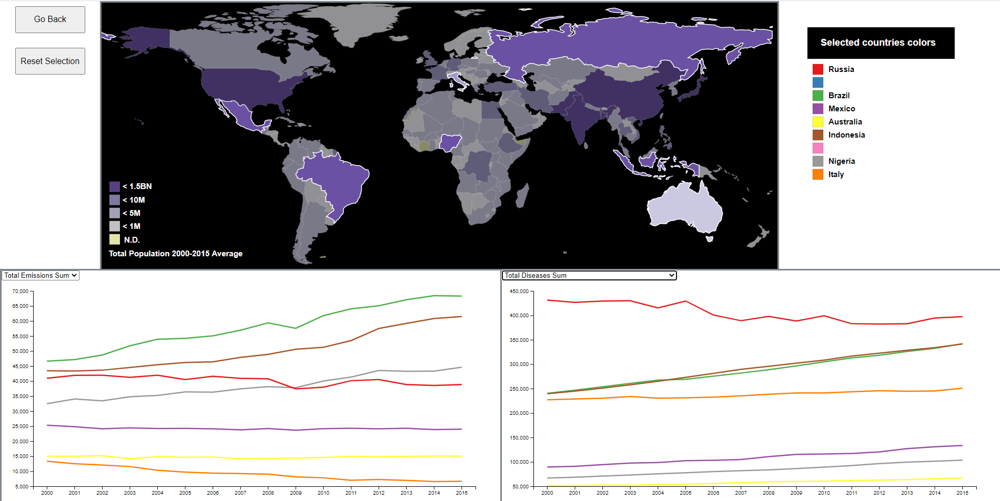 Go Back
Reset Selection
< 1.5BN
< 10M
< 5M
< 1M
N.D.
Total Population 2000-2015 Average
Selected countries colors
Russia
Brazil
Mexico
Australia
Indonesia
Nigeria
Italy
Total Emissions Sum
70,000
65,000
60,000
55,000
50,000
45,000
40,000
35,000
30,000
25,000
20,000
15,000
10,000
5,000
2000 2001 2002 2003 2004 2005 2006 2007 2008 2009 2010 2011 2012 2013 2014 2015
Total Diseases Sum
450,000
400,000
350,000
300,000
250,000
200,000
150,000
100,000
50,000
2000 2001 2002 2003 2004 2005 2006 2007 2008 2009 2010 2011 2012 2013 2014 2015